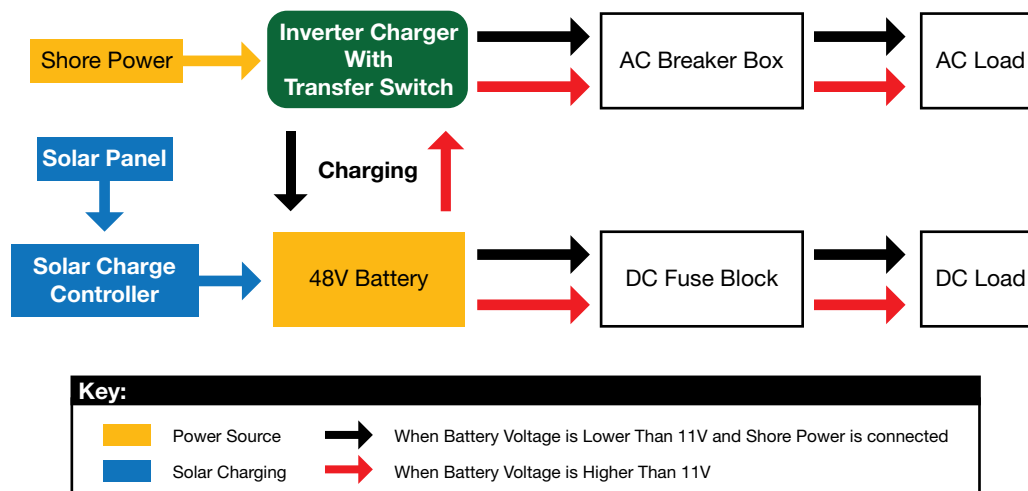 Shore Power
Inverter Charger
With
Transfer Switch
AC Breaker Box
AC Load
Solar Panel
Charging
Solar Charge
Controller
48V Battery
DC Fuse Block
DC Load
Key:
Power Source
When Battery Voltage is Lower Than 11V and Shore Power is connected
Solar Charging
When Battery Voltage is Higher Than 11V